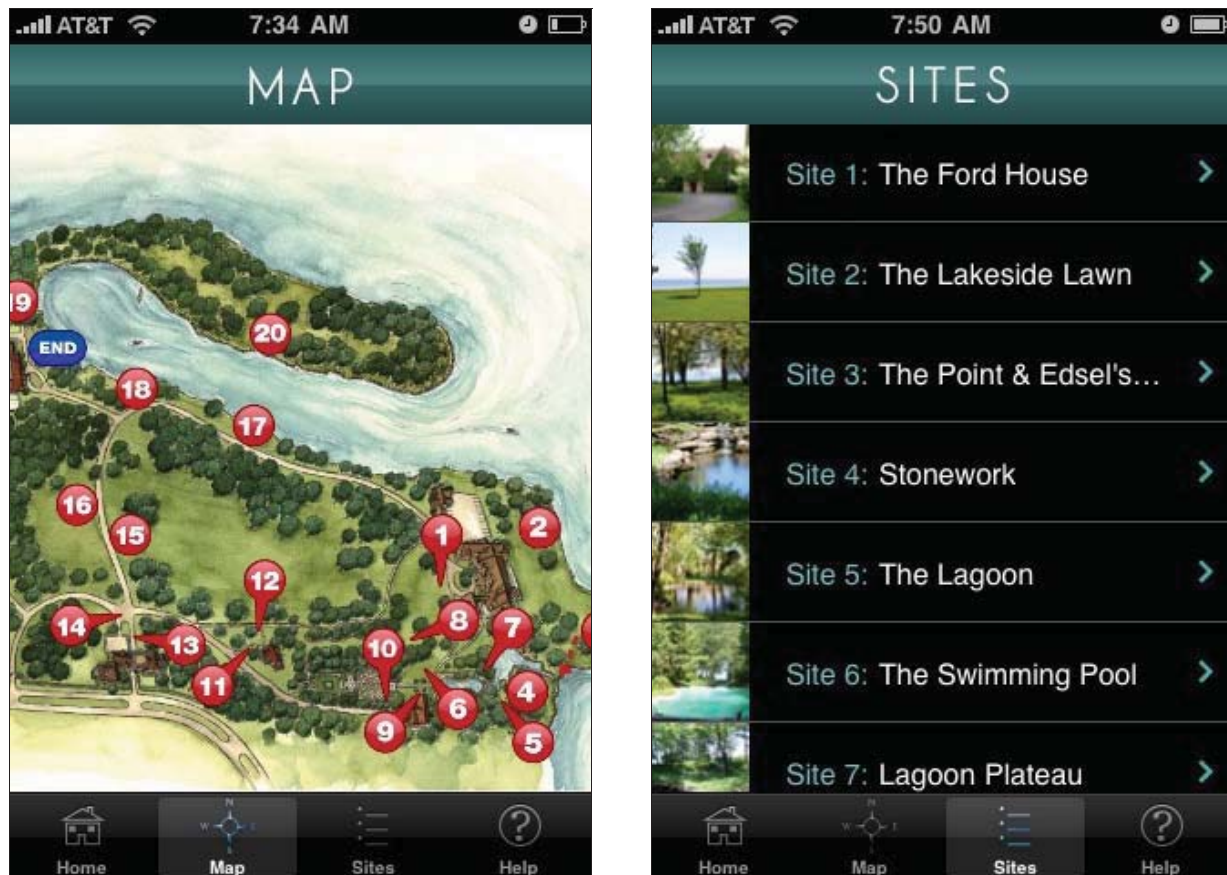 AT&T 7:34 AM
MAP
19
END
20
18
17
16
15
1
2
12
14
13
8
7
10
11
6
4
9
5
N
W E
S
Home Map Sites Help
AT&T 7:50 AM
SITES
Site 1: The Ford House
Site 2: The Lakeside Lawn
Site 3: The Point & Edsel's...
Site 4: Stonework
Site 5: The Lagoon
Site 6: The Swimming Pool
Site 7: Lagoon Plateau
N
W E
Home Map Sites Help